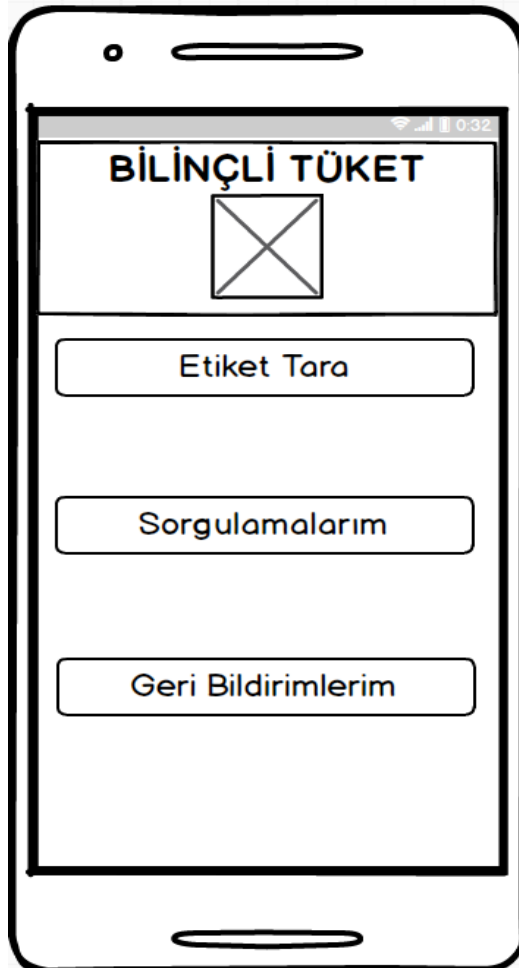 0:32
BİLİNÇLİ TÜKET
Etiket Tara
Sorgulamalarım
Geri Bildirimlerim